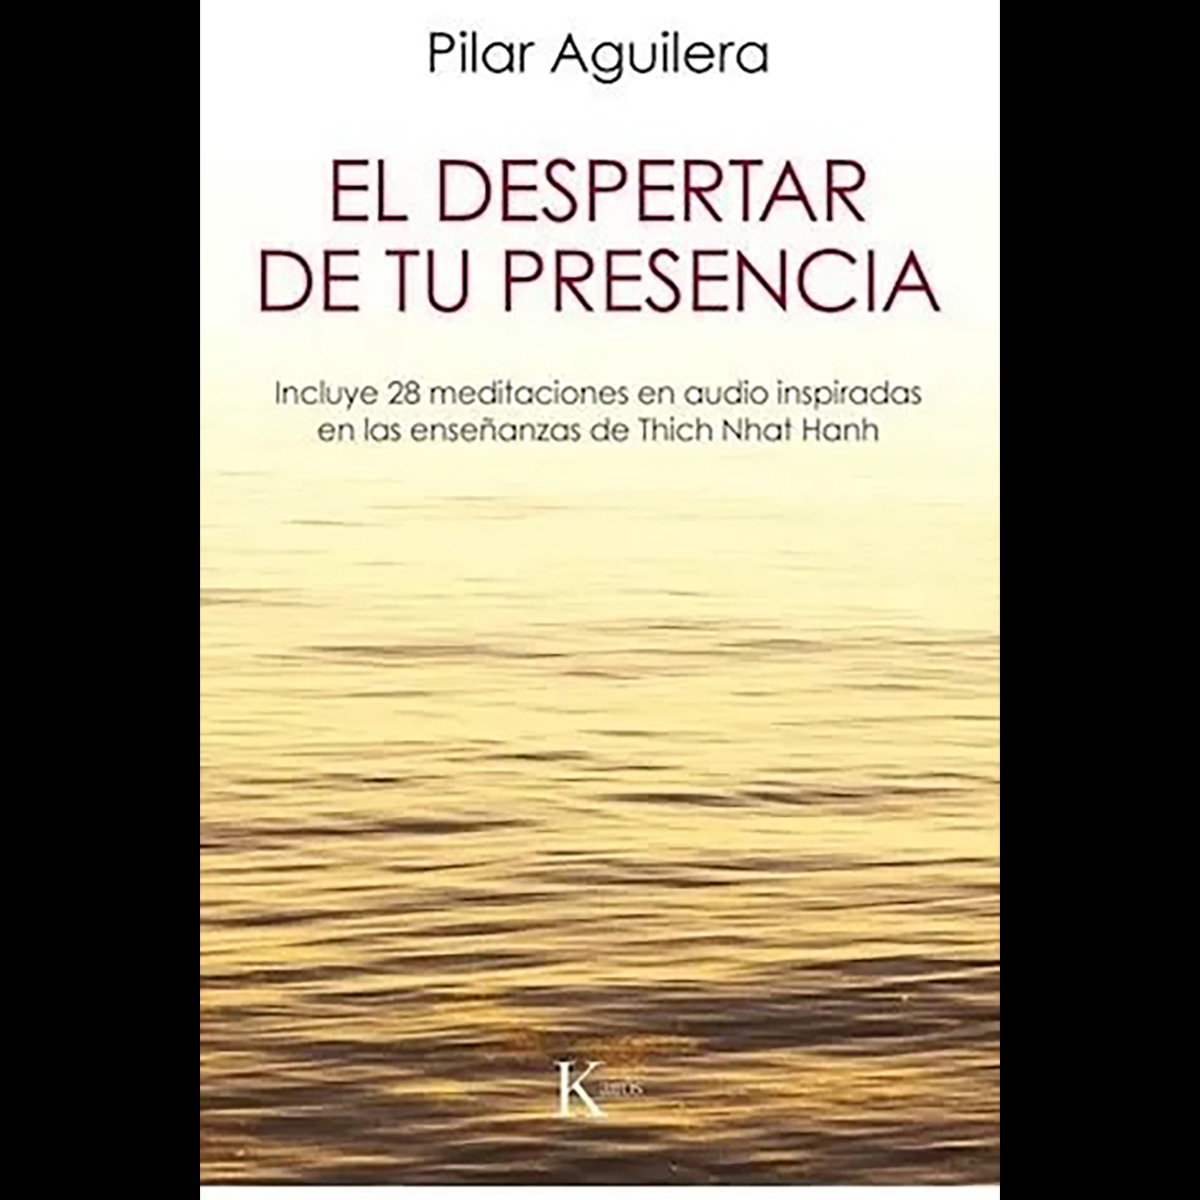 Pilar Aguilera
EL DESPERTAR
DE TU PRESENCIA
Incluye 28 meditaciones en audio inspiradas
en las enseñanzas de Thich Nhat Hanh
Kairós